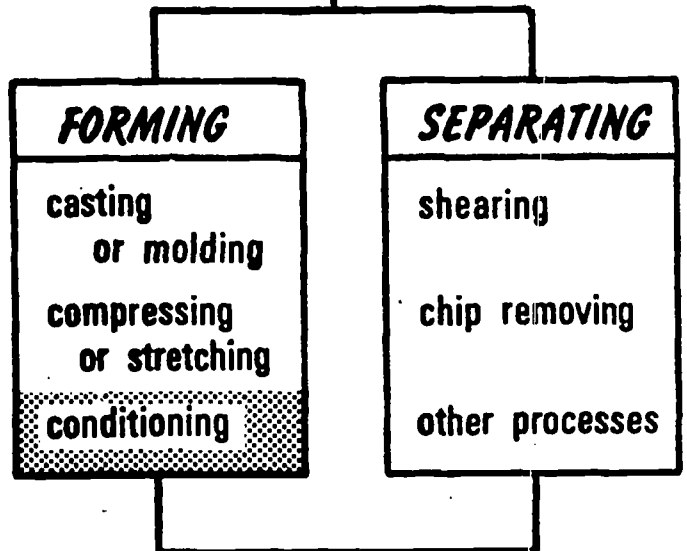 FORMING
casting
or molding
compressing
or stretching
conditioning
SEPARATING
shearing
chip removing
other processes